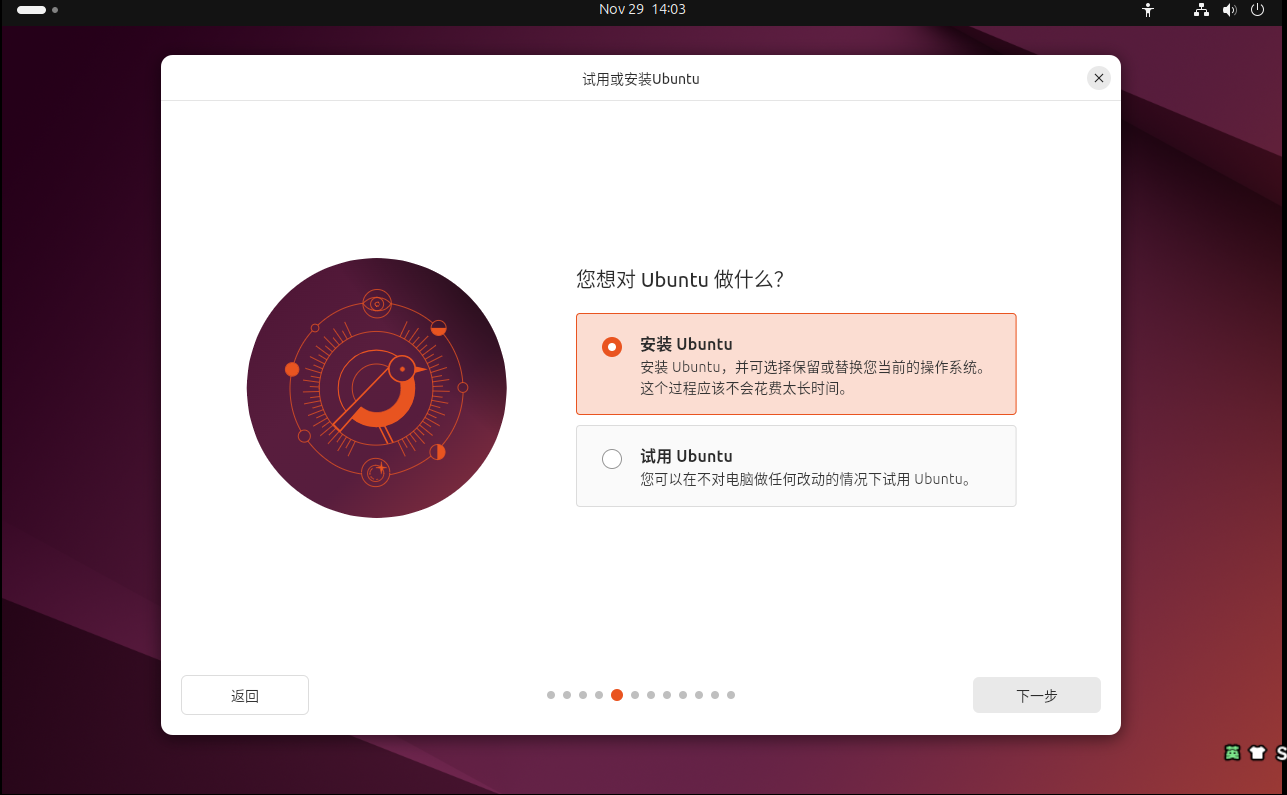 Nov 29 14:03
试用或安装Ubuntu
您想对 Ubuntu 做什么？
安装 Ubuntu
安装 Ubuntu，并可选择保留或替换您当前的操作系统。
这个过程应该不会花费太长时间。
试用 Ubuntu
您可以在不对电脑做任何改动的情况下试用 Ubuntu。
返回
下一步
英
S